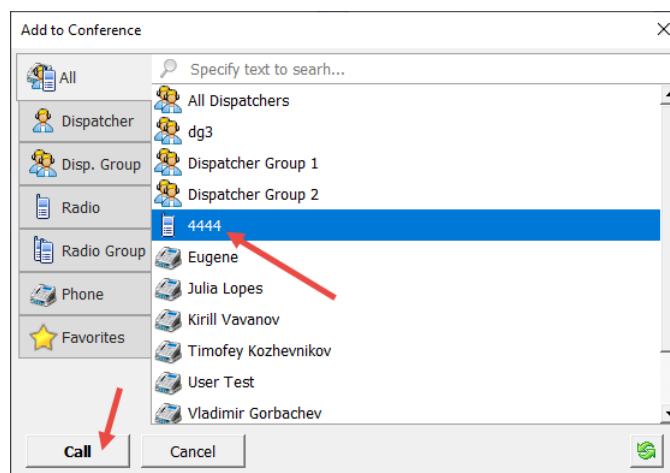 Add to Conference
All
Dispatcher
Disp. Group
Radio
Radio Group
Phone
Favorites
Specify text to searh...
All Dispatchers
dg3
Dispatcher Group 1
Dispatcher Group 2
4444
Eugene
Julia Lopes
Kirill Vavanov
Timofey Kozhevnikov
User Test
Vladimir Gorbachev
Call
Cancel